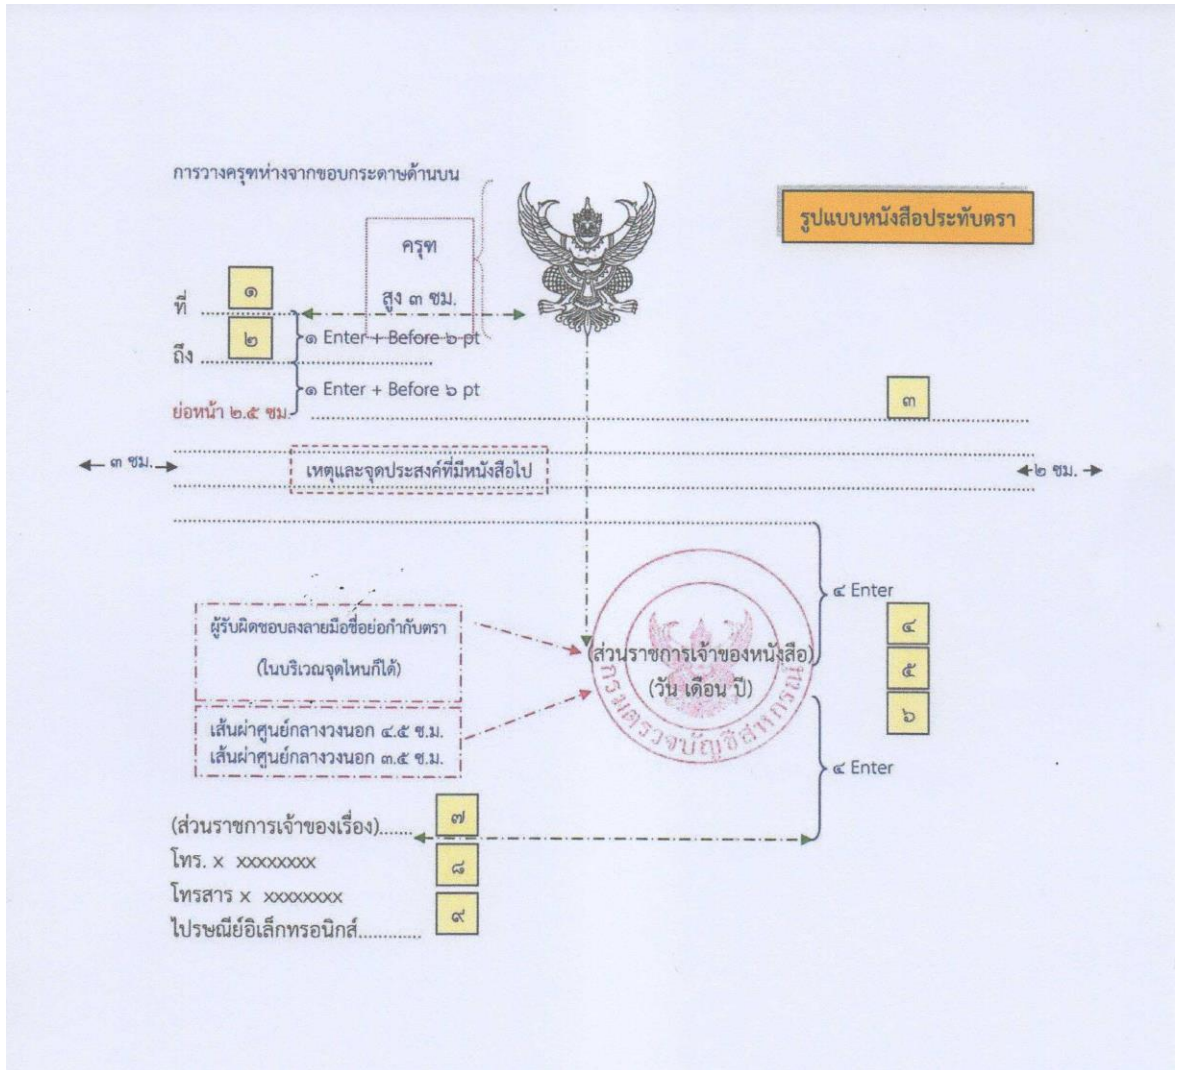 การวางครุฑห่างจากขอบกระดาษด้านบน
รูปแบบหนังสือประทับตรา
ครุฑ
สูง ๓ ซม.
ที่ ................ ๑
๑ Enter + Before ๖ pt
ถึง ................ ๒
๑ Enter + Before ๖ pt
ย่อหน้า ๒.๕ ซม.
๓
๓ ซม.
เหตุและจุดประสงค์ที่มีหนังสือไป
๒ ซม.
๔ Enter
ผู้รับผิดชอบลงลายมือชื่อย่อกำกับตรา
(ในบริเวณจุดไหนก็ได้)
๔
(ส่วนราชการเจ้าของหนังสือ)
๕
(วัน เดือน ปี)
๖
กรมตรวจบัญชีสหกรณ์
เส้นผ่าศูนย์กลางวงนอก ๔.๕ ซ.ม.
เส้นผ่าศูนย์กลางวงนอก ๓.๕ ซ.ม.
๔ Enter
(ส่วนราชการเจ้าของเรื่อง)...... ๗
โทร. x xxxxxxxx
๘
โทรสาร x xxxxxxxx
ไปรษณีย์อิเล็กทรอนิกส์............ ๙